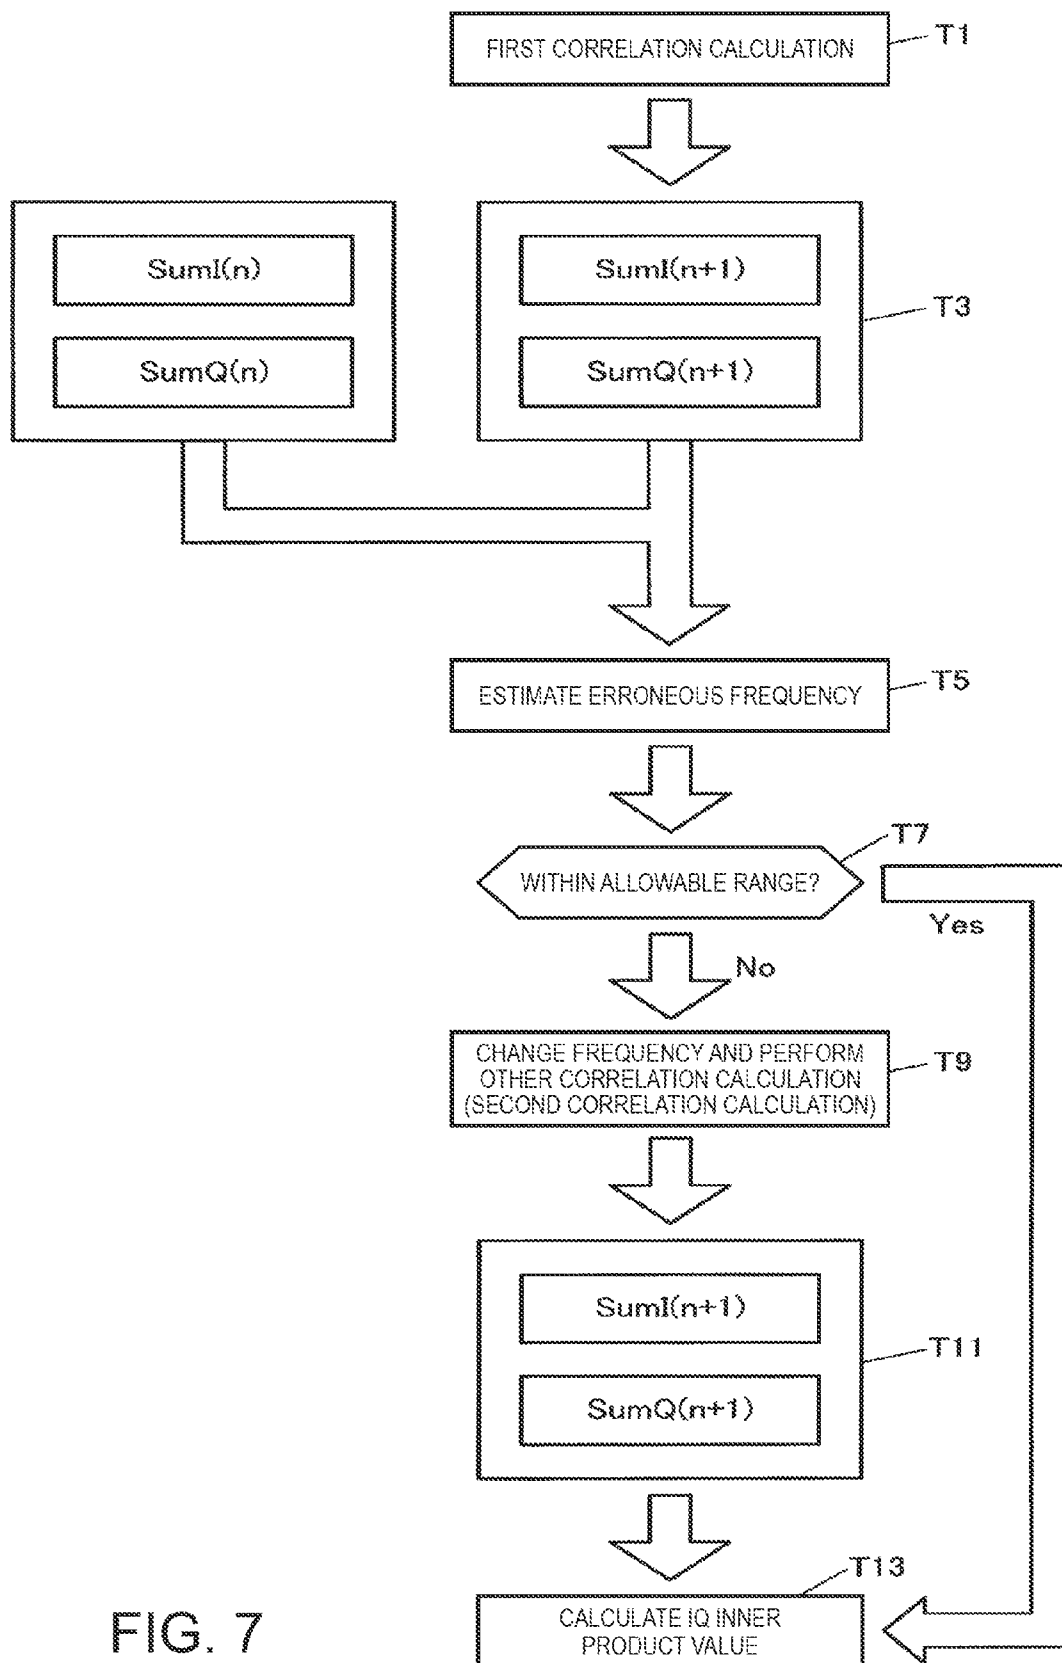 FIRST CORRELATION CALCULATION
T1
SumI(n)
SumQ(n)
SumI(n+1)
SumQ(n+1)
T3
ESTIMATE ERRONEOUS FREQUENCY
T5
T7
WITHIN ALLOWABLE RANGE?
Yes
No
CHANGE FREQUENCY AND PERFORM
OTHER CORRELATION CALCULATION
(SECOND CORRELATION CALCULATION)
T9
SumI(n+1)
SumQ(n+1)
T11
T13
CALCULATE IQ INNER
PRODUCT VALUE
FIG. 7